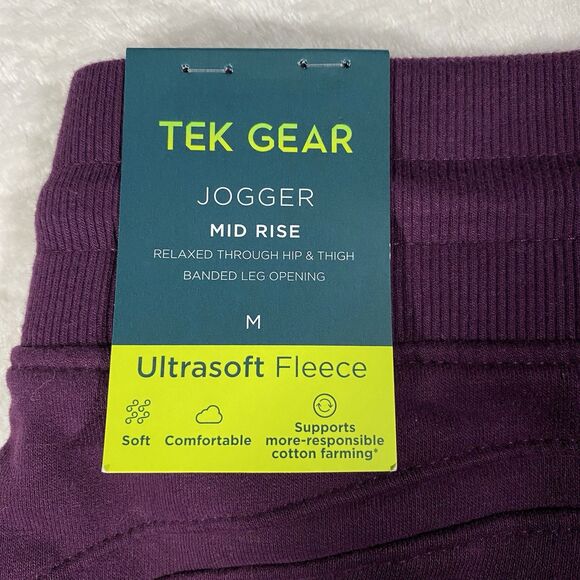 TEK GEAR
JOGGER
MID RISE
RELAXED THROUGH HIP & THIGH
BANDED LEG OPENING
M
Ultrasoft Fleece
Soft
Comfortable
Supports
more-responsible
cotton farming*